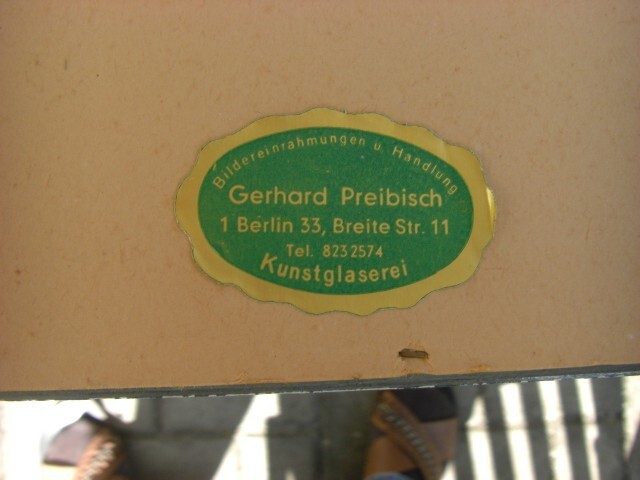 Bildereinrahmungen u. Handlung
Gerhard Preibisch
1 Berlin 33, Breite Str. 11
Tel. 8232574
Kunstglaserei